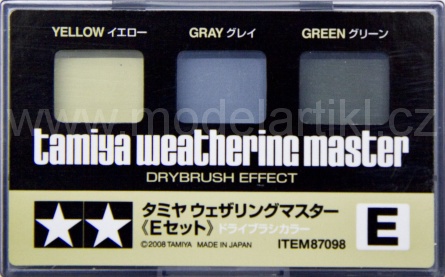 YELLOW イエロー GRAY グレイ GREEN グリーン
www.modelartikl.cz
tamiya weathering master
DRYBRUSH EFFECT
タミヤ ウェザリングマスター
《Eセット》ドライブラシカラー
E
©2008 TAMIYA MADE IN JAPAN ITEM87098